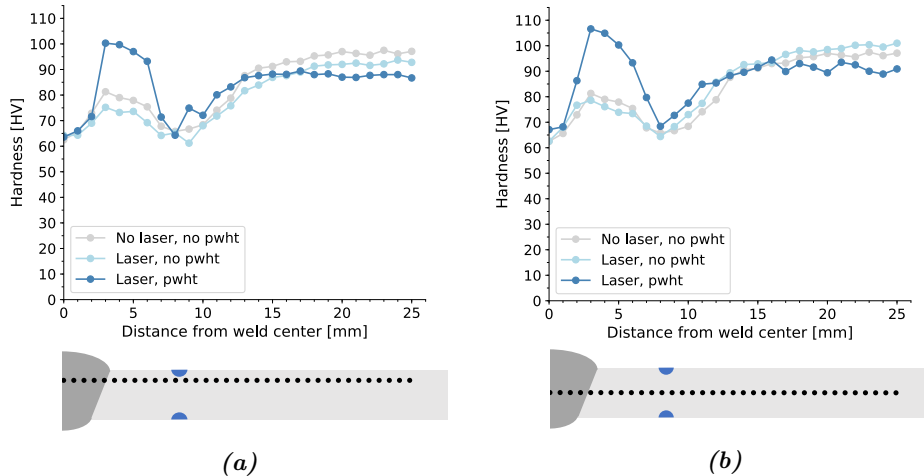 110
100
90
80
70
60
50
40
30
20
10
0
Hardness [HV]
No laser, no pwht
Laser, no pwht
Laser, pwht
0 5 10 15 20 25
Distance from weld center [mm]
(a)
110
100
90
80
70
60
50
40
30
20
10
0
Hardness [HV]
No laser, no pwht
Laser, no pwht
Laser, pwht
0 5 10 15 20 25
Distance from weld center [mm]
(b)